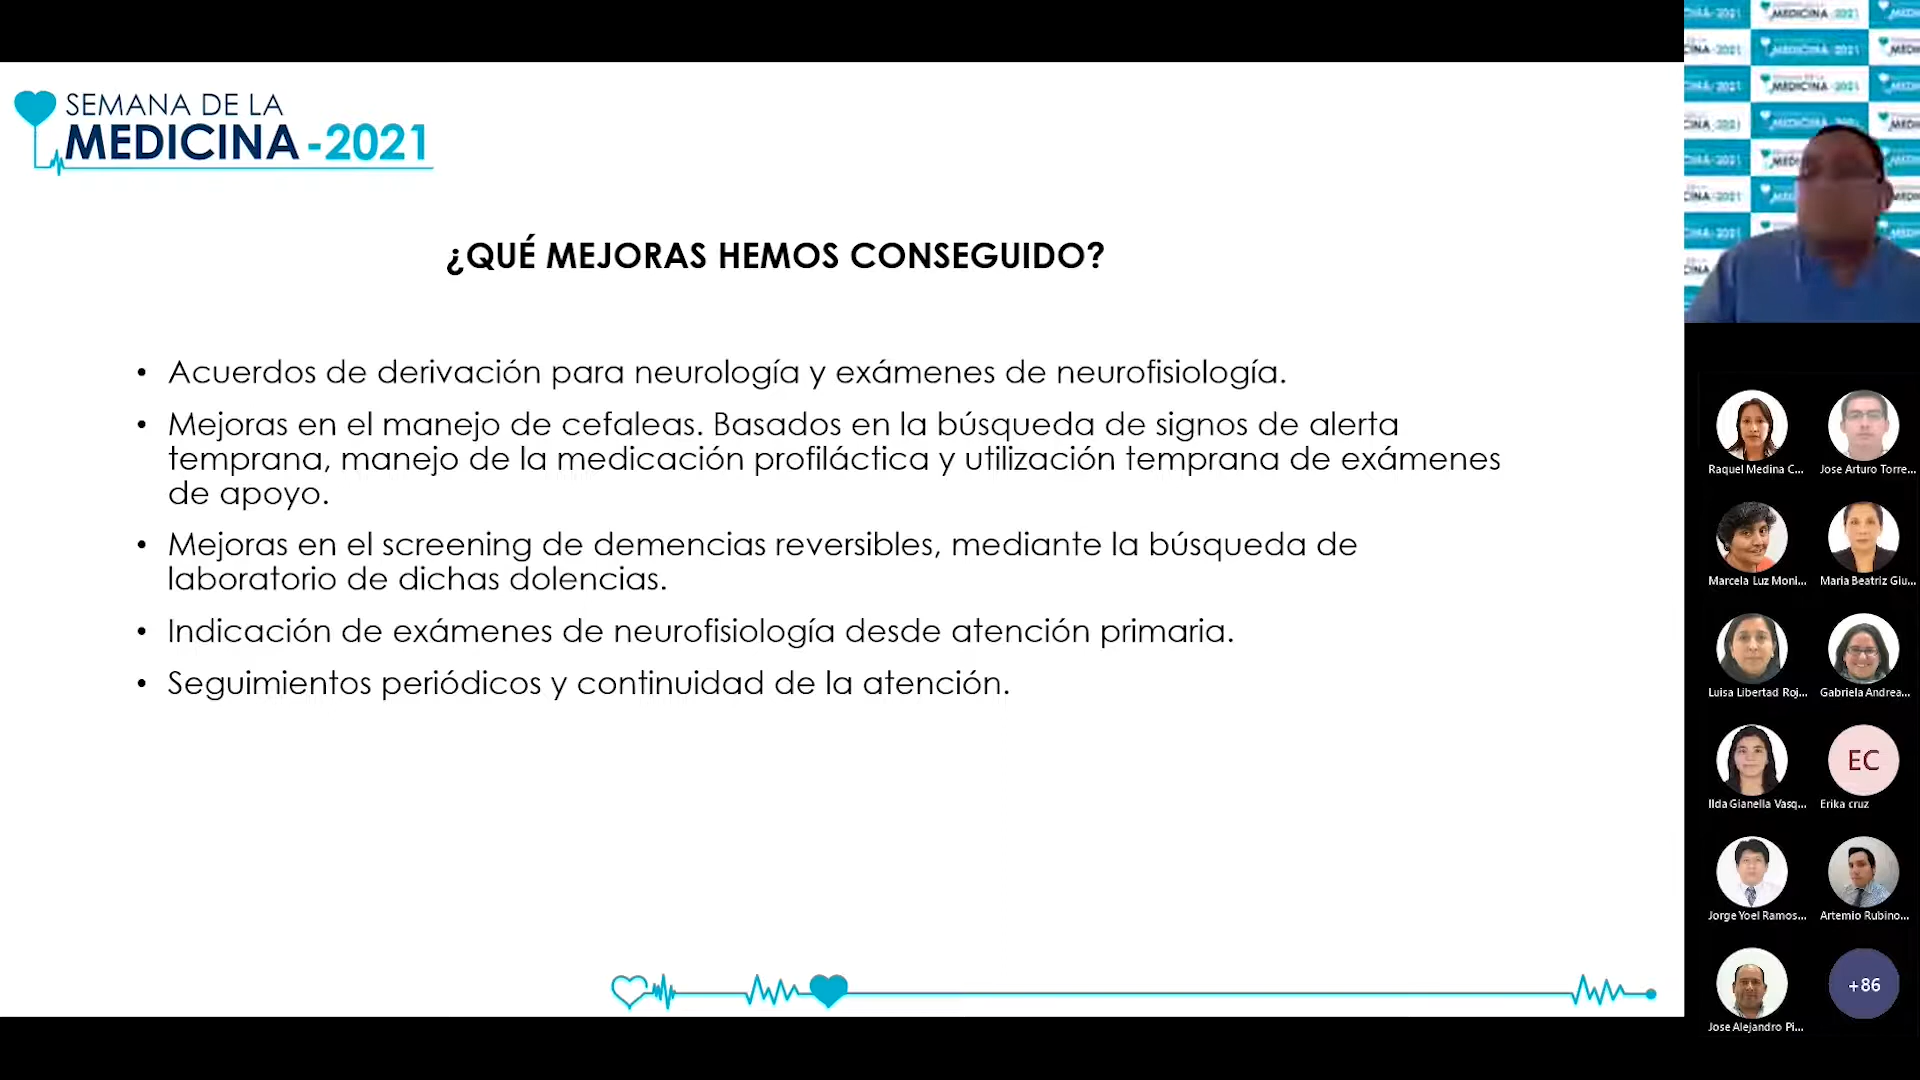 SEMANA DE LA
MEDICINA-2021
¿QUÉ MEJORAS HEMOS CONSEGUIDO?
• Acuerdos de derivación para neurología y exámenes de neurofisiología.
• Mejoras en el manejo de cefaleas. Basados en la búsqueda de signos de alerta
temprana, manejo de la medicación profiláctica y utilización temprana de exámenes
de apoyo.
• Mejoras en el screening de demencias reversibles, mediante la búsqueda de
laboratorio de dichas dolencias.
• Indicación de exámenes de neurofisiología desde atención primaria.
• Seguimientos periódicos y continuidad de la atención.
MEDICINA-2021
Raquel Medina C...
Jose Arturo Torre...
Marcela Luz Moni...
Maria Beatriz Giu...
Luisa Libertad Roj...
Gabriela Andrea...
Ilda Gianella Vasq...
EC
Erika cruz
Jorge Yoel Ramos...
Artemio Rubino...
Jose Alejandro Pi...
+86